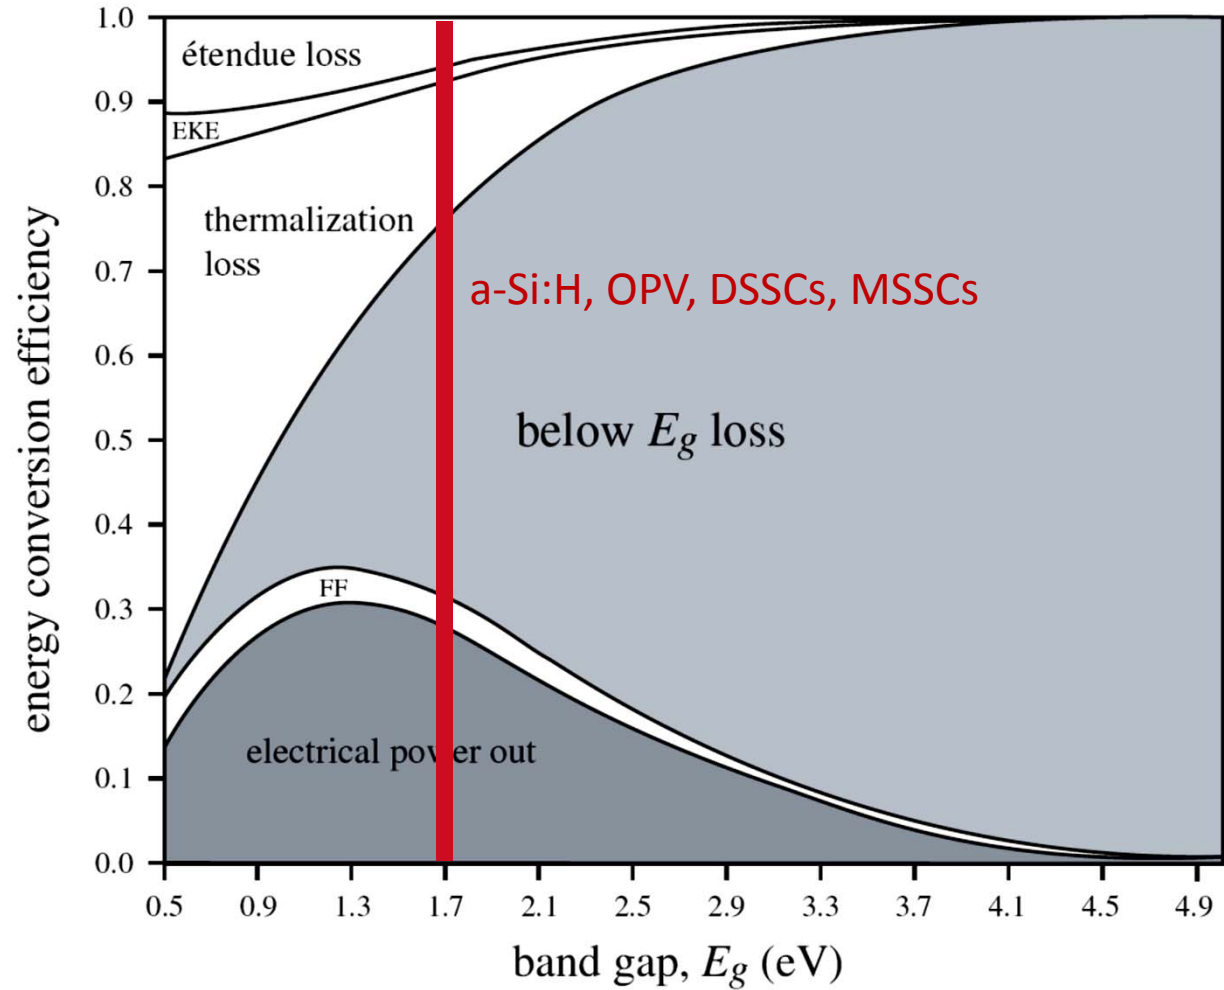 energy conversion efficiency
1.0
0.9
0.8
0.7
0.6
0.5
0.4
0.3
0.2
0.1
0.0
étendue loss
EKE
thermalization
loss
a-Si:H, OPV, DSSCs, MSSCs
below Eg loss
FF
electrical power out
0.5 0.9 1.3 1.7 2.1 2.5 2.9 3.3 3.7 4.1 4.5 4.9
band gap, Eg (eV)